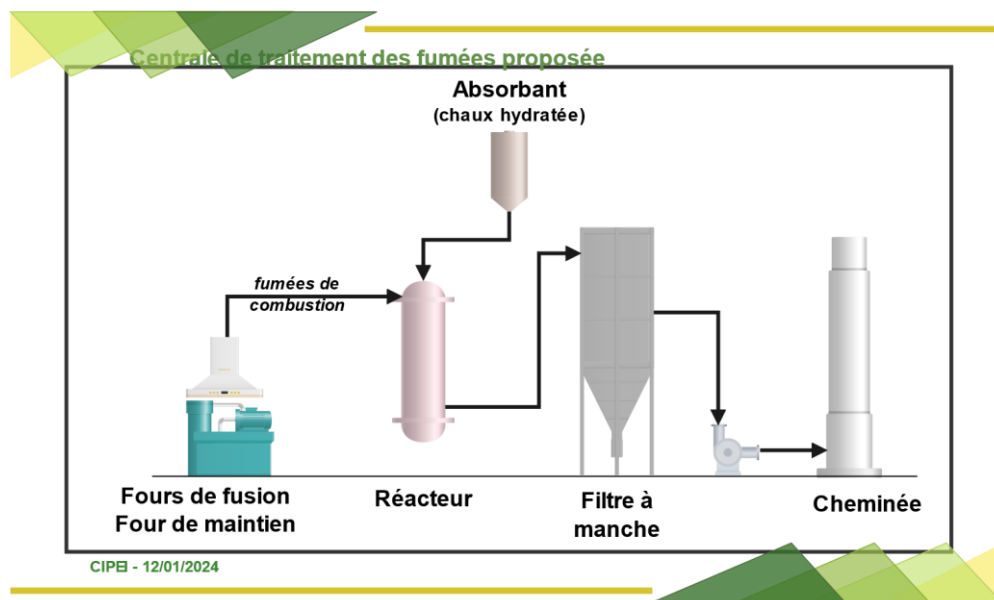 Centrale de traitement des fumées proposée
Absorbant
(chaux hydratée)
fumées de
combustion
Fours de fusion
Four de maintien
Réacteur
Filtre à
manche
Cheminée
CIPEI - 12/01/2024